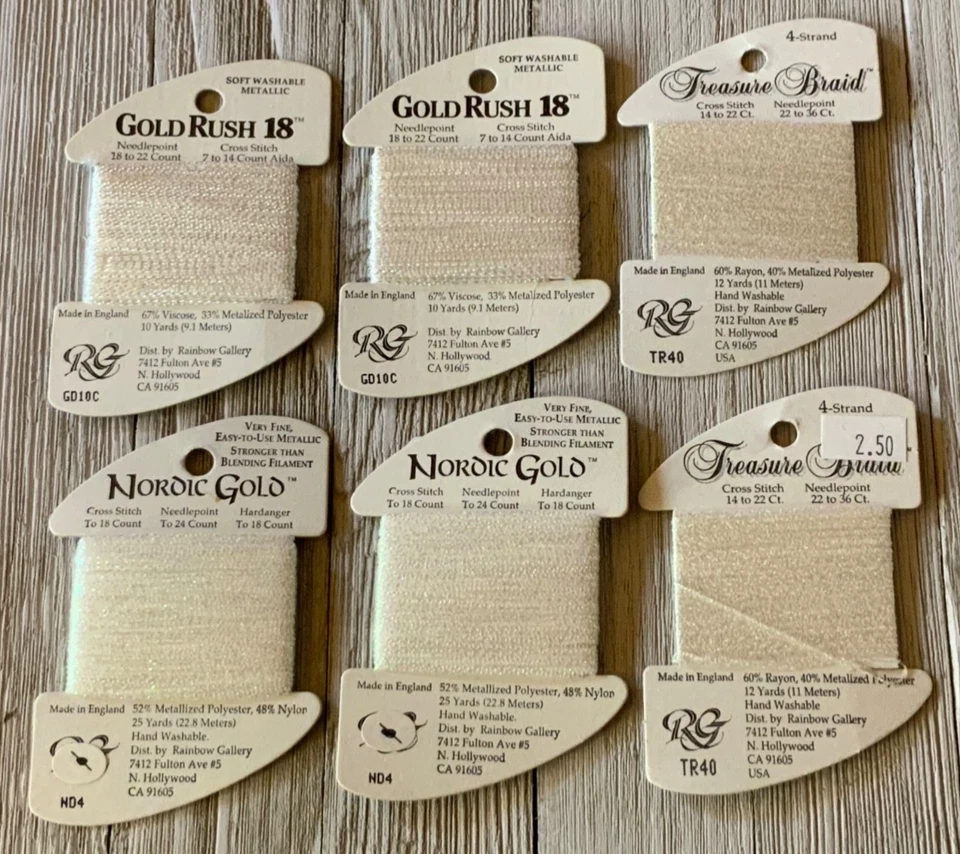 SOFT WASHABLE
METALLIC
GOLD RUSH 18™
Needlepoint Cross Stitch
18 to 22 Count 7 to 14 Count Aida
Made in England 67% Viscose, 33% Metalized Polyester
10 Yards (9.1 Meters)
RG
Dist. by Rainbow Gallery
7412 Fulton Ave #5
N. Hollywood
CA 91605
GD10C
SOFT WASHABLE
METALLIC
GOLD RUSH 18™
Needlepoint Cross Stitch
18 to 22 Count 7 to 14 Count Aida
Made in England 67% Viscose, 33% Metalized Polyester
10 Yards (9.1 Meters)
RG
Dist. by Rainbow Gallery
7412 Fulton Ave #5
N. Hollywood
CA 91605
GD10C
4-Strand
Treasure Braid™
Cross Stitch Needlepoint
14 to 22 Ct. 22 to 36 Ct.
Made in England 60% Rayon, 40% Metalized Polyester
12 Yards (11 Meters)
Hand Washable
RG
Dist. by Rainbow Gallery
7412 Fulton Ave #5
N. Hollywood
CA 91605
USA
TR40
VERY FINE,
EASY-TO-USE METALLIC
STRONGER THAN
BLENDING FILAMENT
NORDIC GOLD™
Cross Stitch Needlepoint Hardanger
To 18 Count To 24 Count To 18 Count
Made in England 52% Metallized Polyester, 48% Nylon
25 Yards (22.8 Meters)
Hand Washable.
Dist. by Rainbow Gallery
7412 Fulton Ave #5
N. Hollywood
CA 91605
ND4
VERY FINE,
EASY-TO-USE METALLIC
STRONGER THAN
BLENDING FILAMENT
NORDIC GOLD™
Cross Stitch Needlepoint Hardanger
To 18 Count To 24 Count To 18 Count
Made in England 52% Metallized Polyester, 48% Nylon
25 Yards (22.8 Meters)
Hand Washable.
Dist. by Rainbow Gallery
7412 Fulton Ave #5
N. Hollywood
CA 91605
ND4
4-Strand
2.50
Treasure Braid
Cross Stitch Needlepoint
14 to 22 Ct. 22 to 36 Ct.
Made in England 60% Rayon, 40% Metalized Polyester
12 Yards (11 Meters)
Hand Washable
RG
Dist. by Rainbow Gallery
7412 Fulton Ave #5
N. Hollywood
CA 91605
USA
TR40